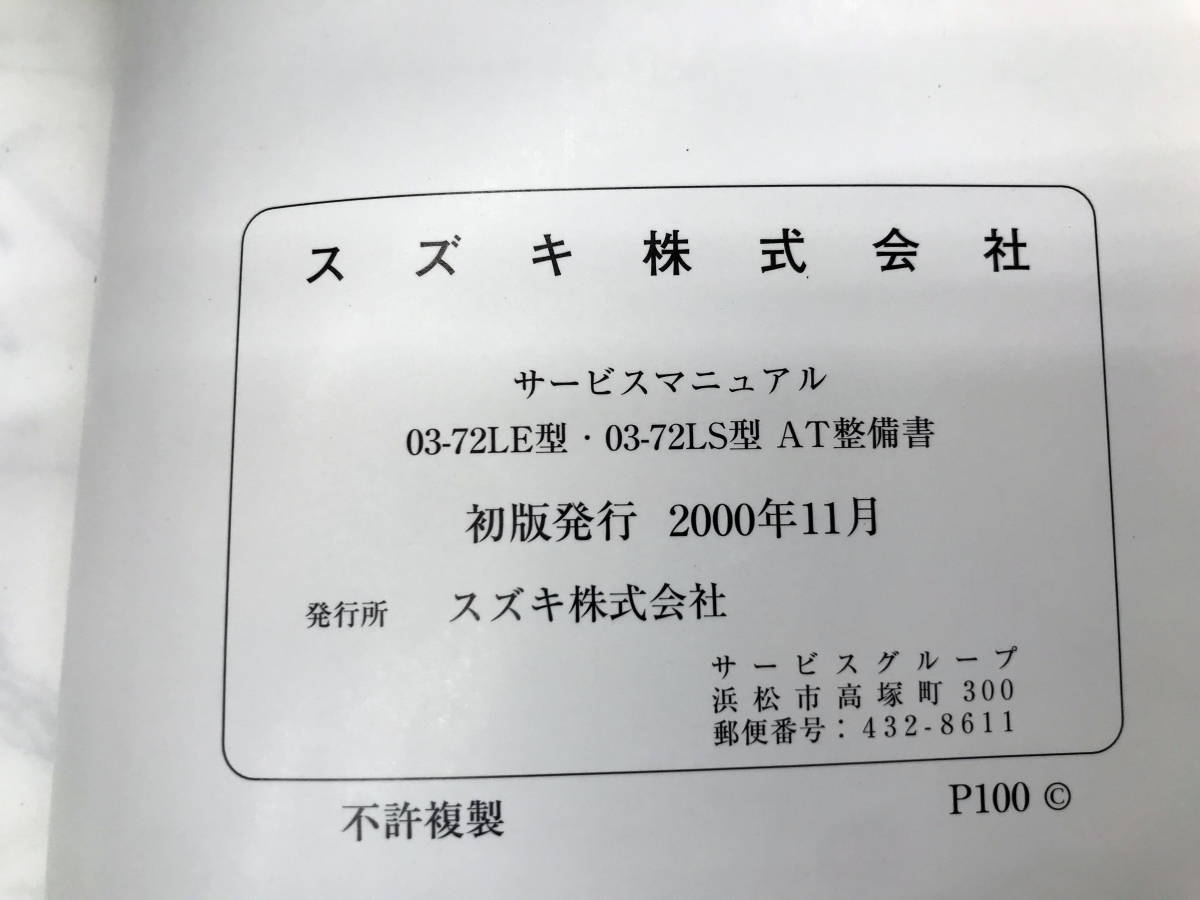 スズキ株式会社
サービスマニュアル
03-72LE型・03-72LS型 AT整備書
初版発行 2000年11月
発行所 スズキ株式会社
サービスグループ
浜松市高塚町 300
郵便番号：432-8611
不許複製 P100 ©